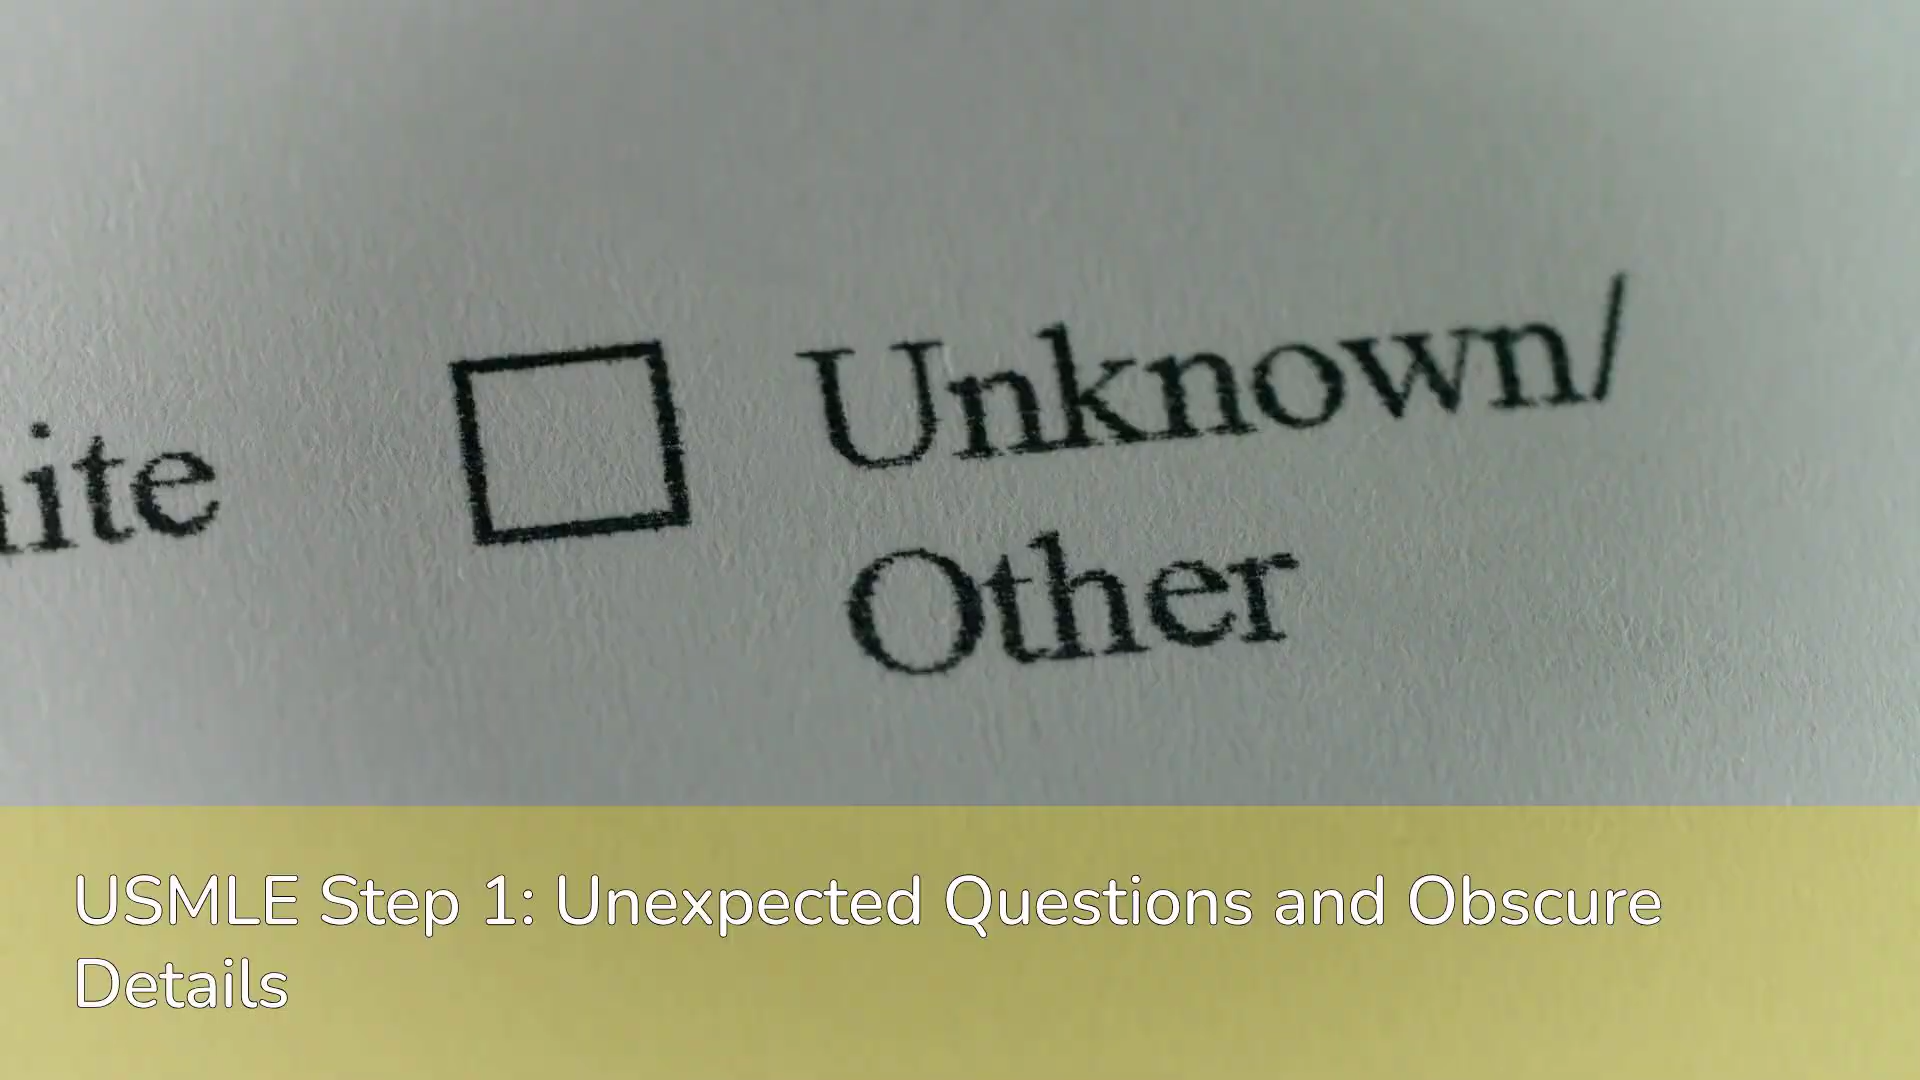 Unknown/
ite
Other
USMLE Step 1: Unexpected Questions and Obscure
Details